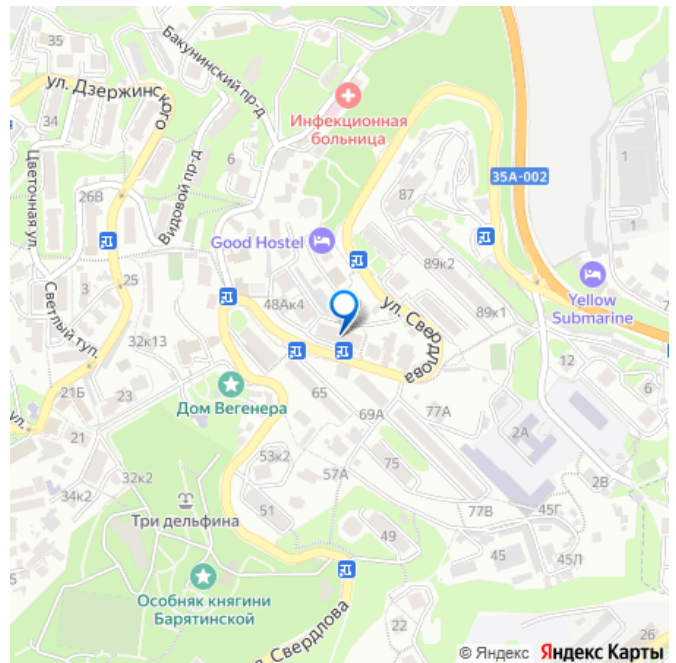 35
Бакунинский пр-д
ул. Дзержинского
Инфекционная
больница
34
Цветочная ул.
6
Видовой пр-д
26В
87
35А-002
1
1
Good Hostel
89к2
25
3
Светлый туп.
48Ак4
ул. Свердлова
Yellow
Submarine
89к1
32к13
12
6
21Б
23
65
Дом Вегенера
ул.
21
69А
77А
2А
53к2
57А
75
32к2
34к2
Три дельфина
51
77В
45Г
2В
49
45
45Л
Особняк княгини
Барятинской
ул. Свердлова
22
26
© Яндекс Яндекс Карты